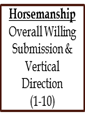 Horsemanship
Overall Willing
Submission &
Vertical
Direction
(1-10)